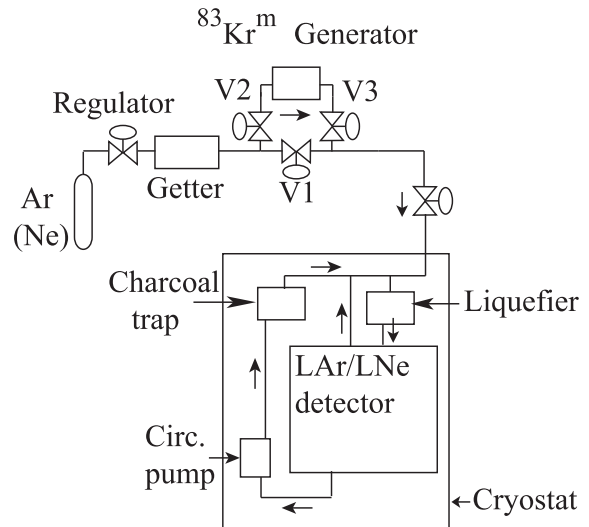 83Krm Generator
V2
V3
Regulator
Getter
V1
Ar
(Ne)
Charcoal
trap
Liquefier
LAr/LNe
detector
Circ.
pump
Cryostat